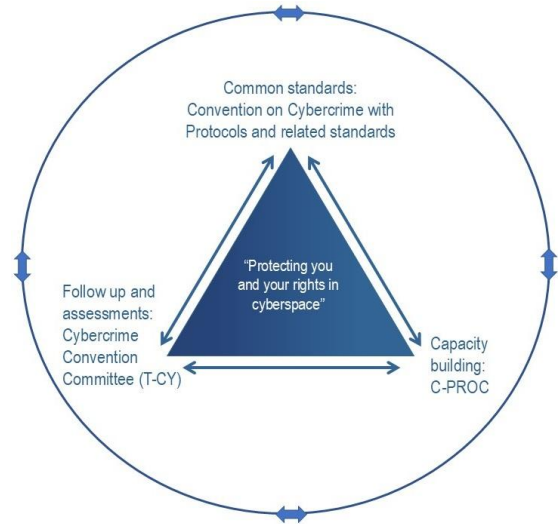 Common standards:
Convention on Cybercrime with
Protocols and related standards
“Protecting you
and your rights in
cyberspace”
Follow up and
assessments:
Cybercrime
Convention
Committee (T-CY)
Capacity
building:
C-PROC